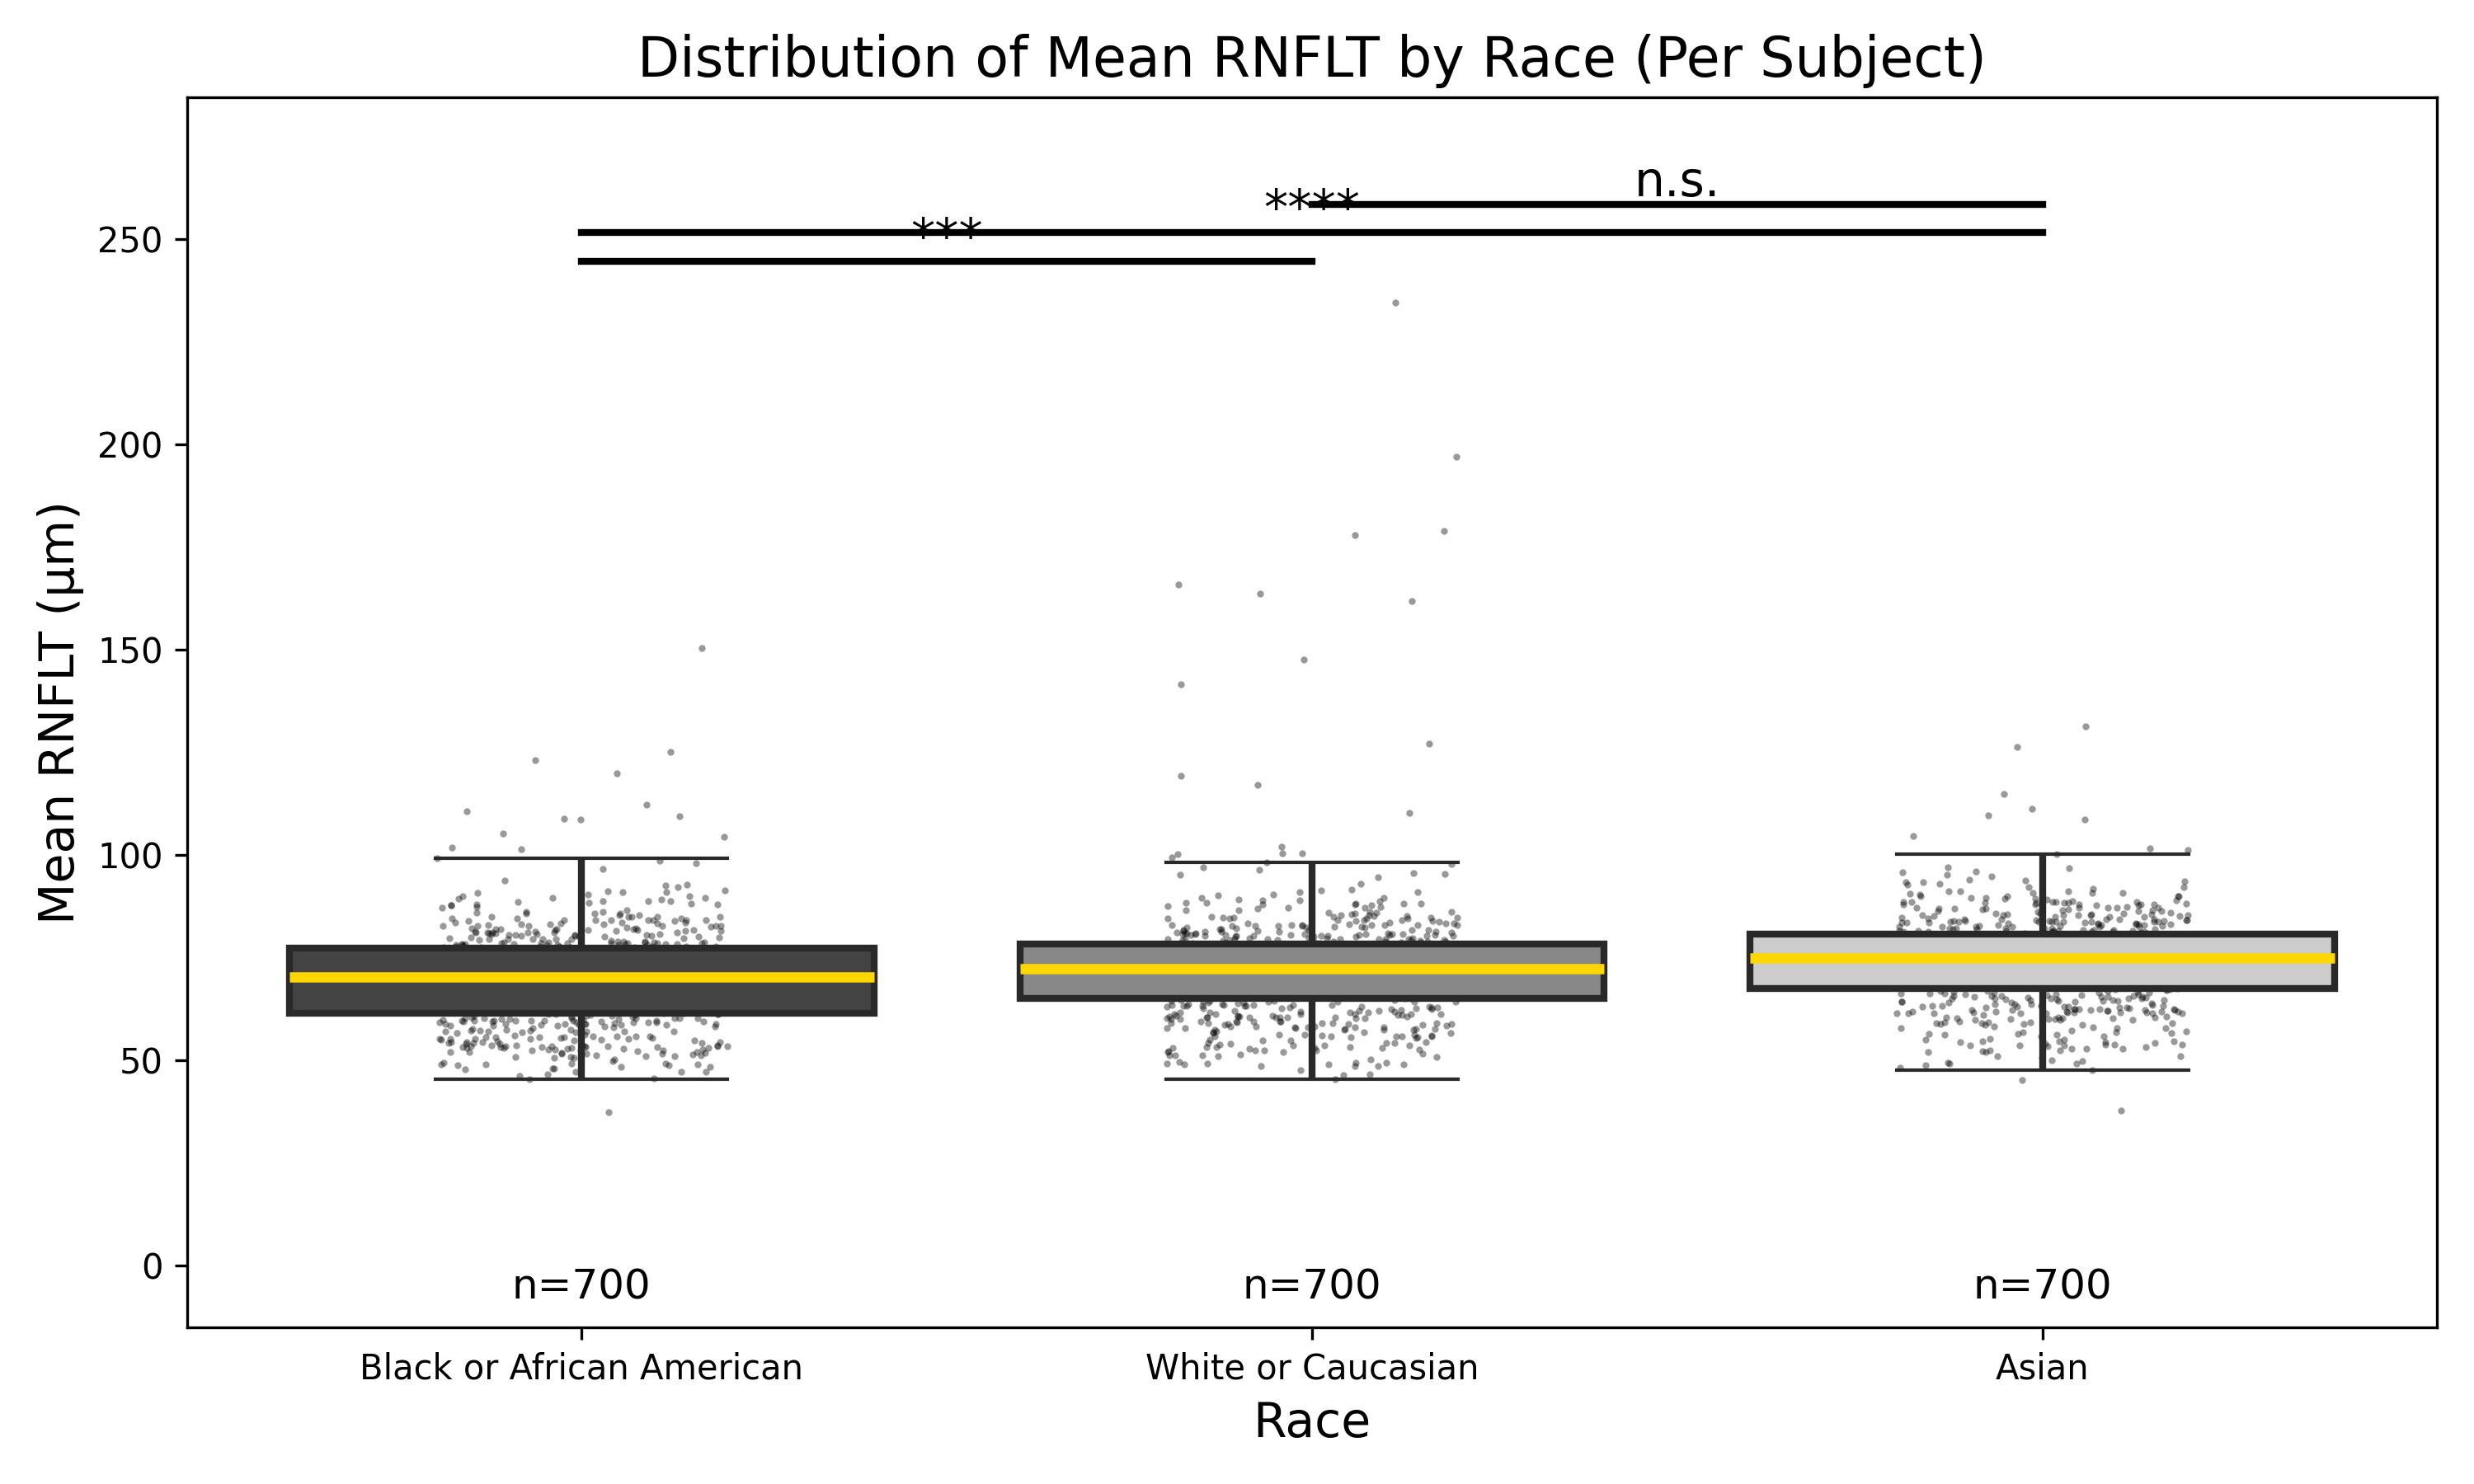 Distribution of Mean RNFLT by Race (Per Subject)
n.s.
****
***
250
200
150
100
50
0
Mean RNFLT (µm)
n=700
n=700
n=700
Black or African American
White or Caucasian
Asian
Race